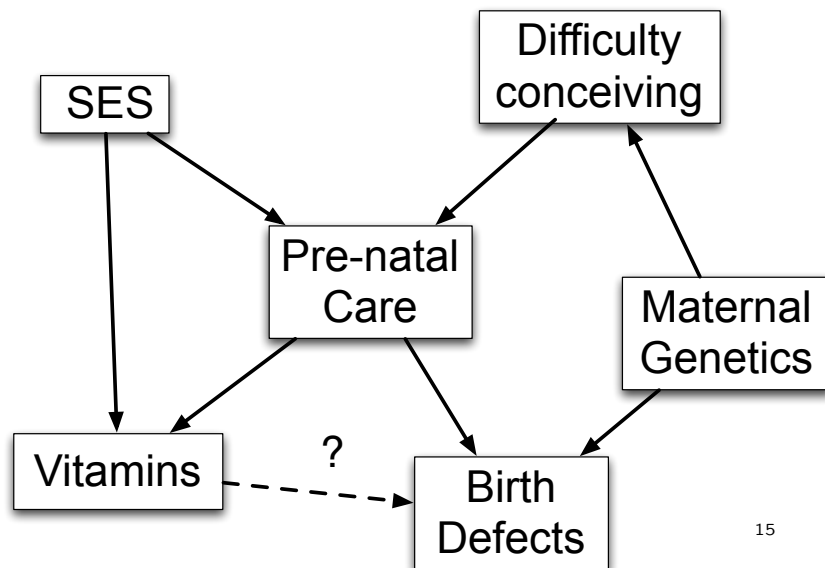 Difficulty
conceiving
SES
Pre-natal
Care
Maternal
Genetics
Vitamins
?
Birth
Defects
15